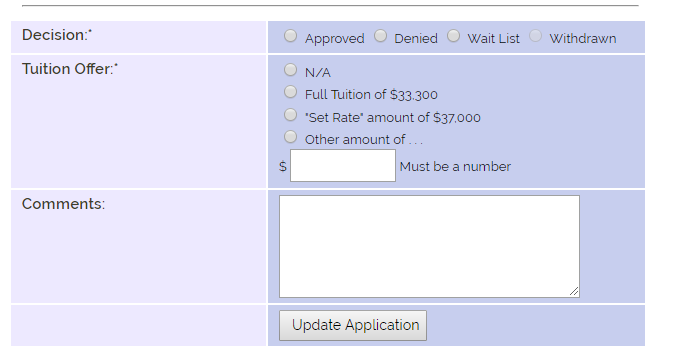 Decision:*
Approved Denied Wait List Withdrawn
Tuition Offer:*
N/A
Full Tuition of $33,300
"Set Rate" amount of $37,000
Other amount of . . .
$ Must be a number
Comments:
Update Application